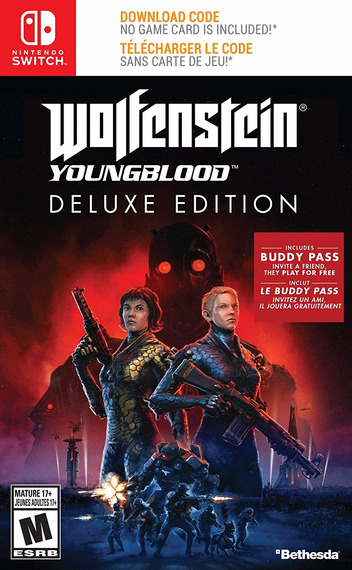 NINTENDO
SWITCH™
DOWNLOAD CODE
NO GAME CARD IS INCLUDED!*
TÉLÉCHARGER LE CODE
SANS CARTE DE JEU!*
Wolfenstein®
YOUNGBLOOD™
DELUXE EDITION
INCLUDES
BUDDY PASS
INVITE A FRIEND,
THEY PLAY FOR FREE
INCLUT
LE BUDDY PASS
INVITEZ UN AMI,
IL JOUERA GRATUITEMENT
MATURE 17+
JEUNES ADULTES 17+
M
ESRB
Bethesda